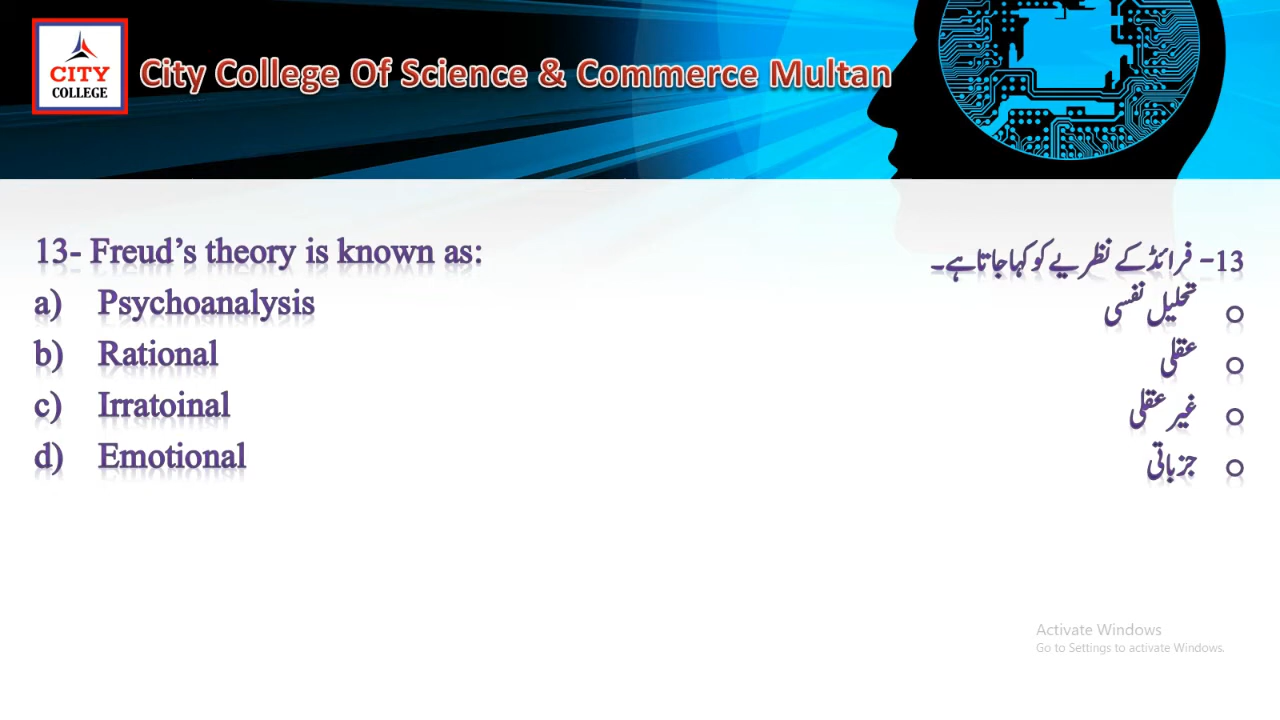 CITY
COLLEGE
City College Of Science & Commerce Multan
13- Freud’s theory is known as:
a) Psychoanalysis
b) Rational
c) Irratoinal
d) Emotional
13- فرائڈ کے نظریے کو کہا جاتا ہے۔
تحلیل نفسی
عقلی
غیر عقلی
جزباتی
Activate Windows
Go to Settings to activate Windows.